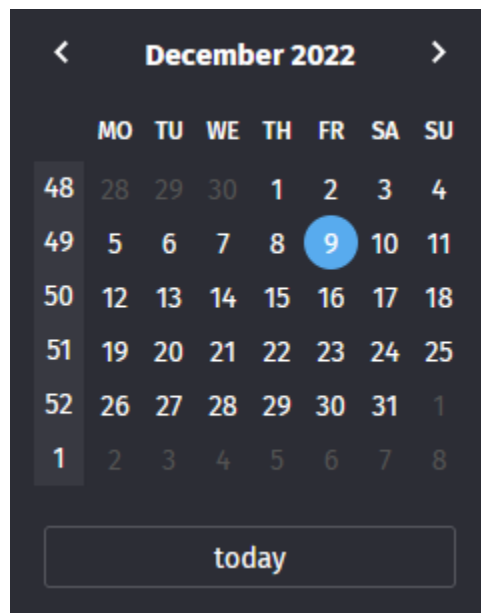 < December 2022 >
MO TU WE TH FR SA SU
48 28 29 30 1 2 3 4
49 5 6 7 8 9 10 11
50 12 13 14 15 16 17 18
51 19 20 21 22 23 24 25
52 26 27 28 29 30 31 1
1 2 3 4 5 6 7 8
today